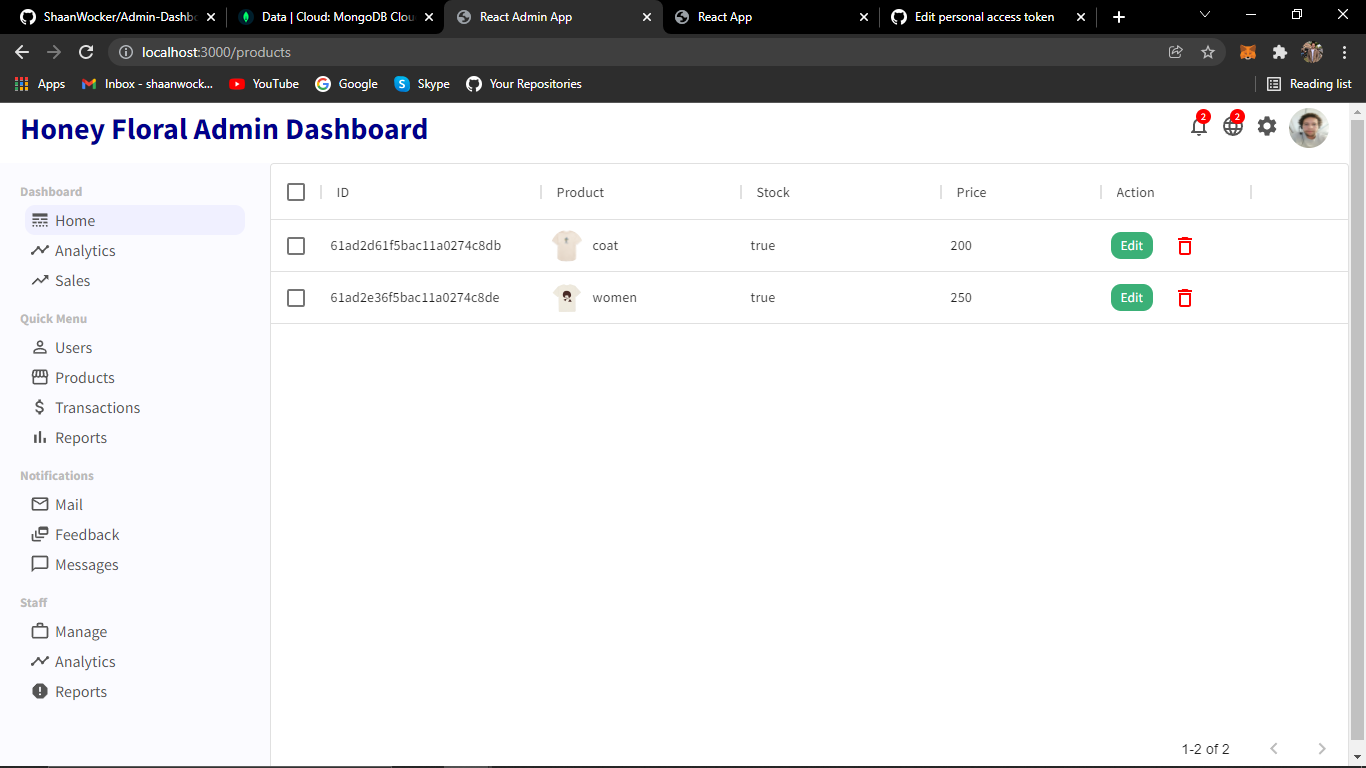 ShaanWocker/Admin-Dashbo
Data | Cloud: MongoDB Clou
React Admin App
React App
Edit personal access token
localhost:3000/products
Apps
Inbox - shaanwock...
YouTube
Google
Skype
Your Repositories
Reading list
Honey Floral Admin Dashboard
2
2
Dashboard
Home
Analytics
Sales
Quick Menu
Users
Products
Transactions
Reports
Notifications
Mail
Feedback
Messages
Staff
Manage
Analytics
Reports
ID Product Stock Price Action
61ad2d61f5bac11a0274c8db coat true 200 Edit
61ad2e36f5bac11a0274c8de women true 250 Edit
1-2 of 2